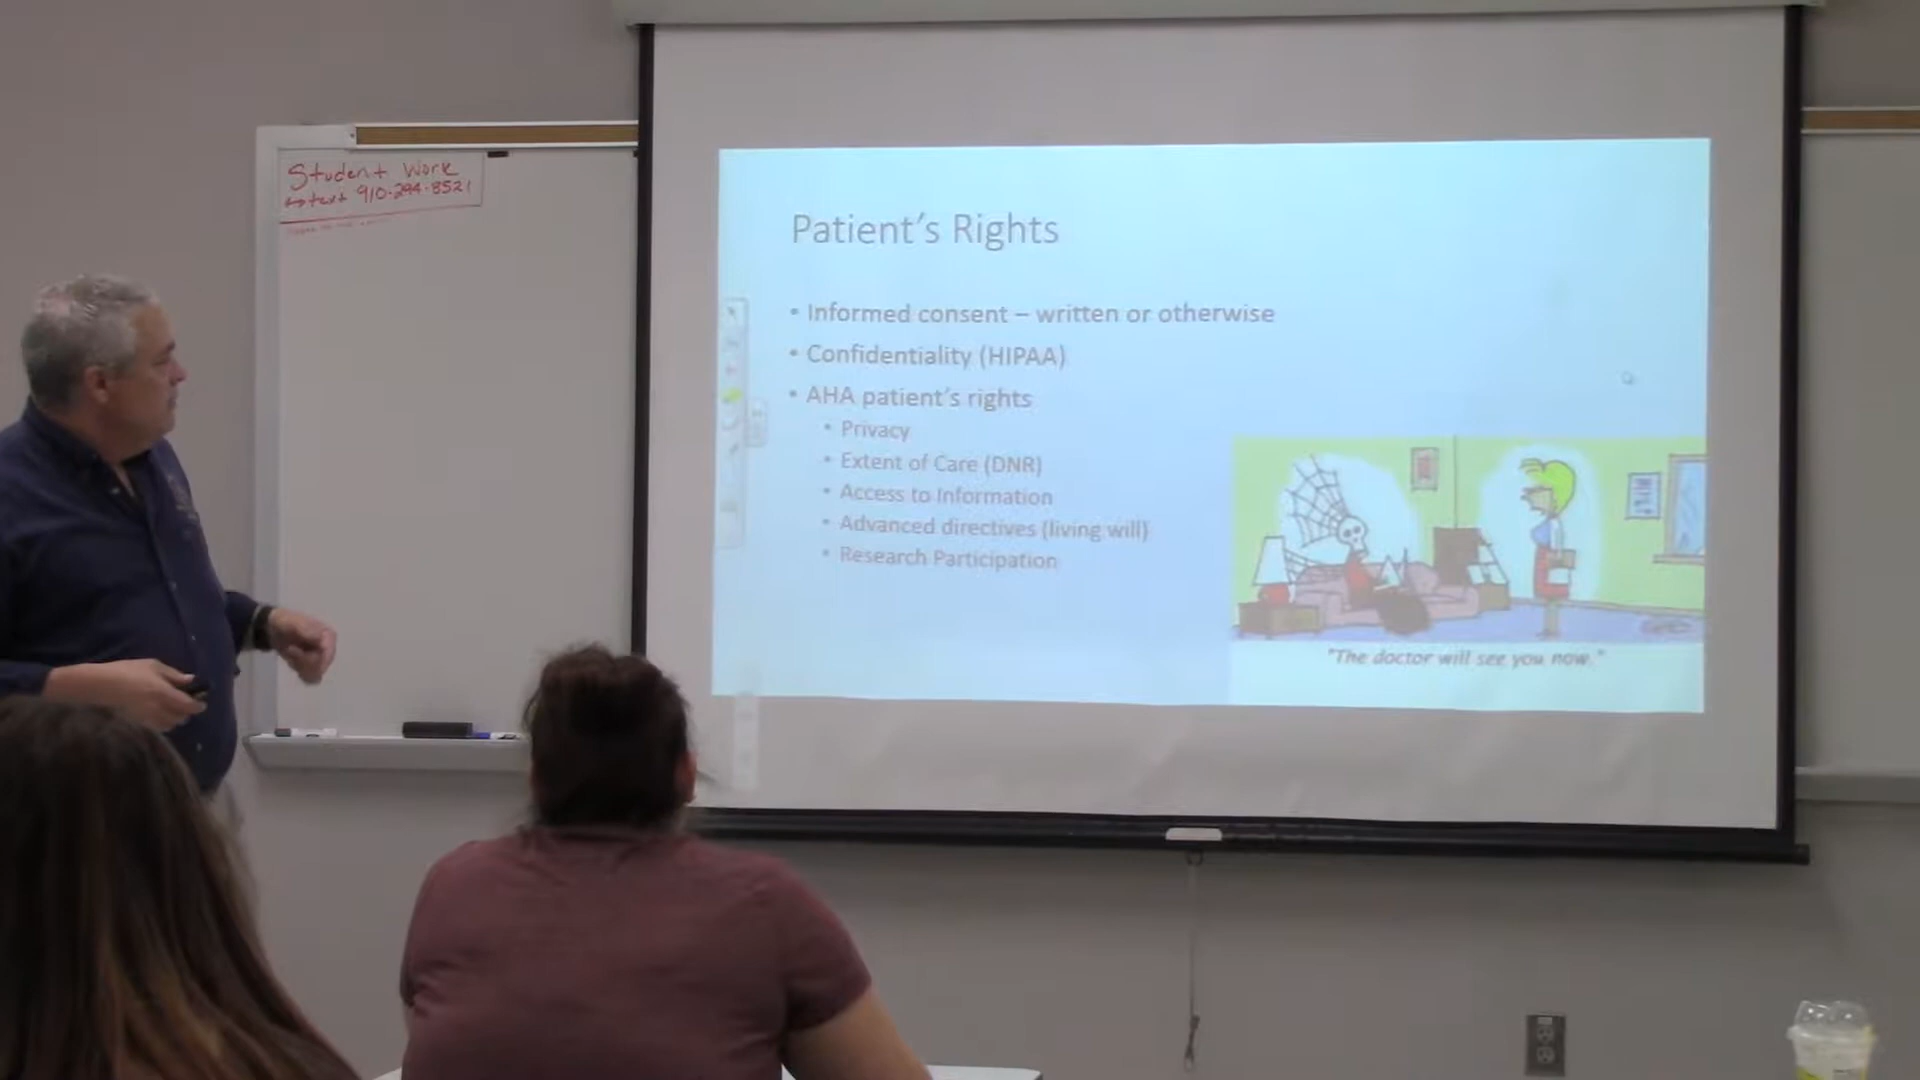 Student Work
↔text 910-294-8521
Patient's Rights
• Informed consent – written or otherwise
• Confidentiality (HIPAA)
• AHA patient's rights
• Privacy
• Extent of Care (DNR)
• Access to Information
• Advanced directives (living will)
• Research Participation
"The doctor will see you now."